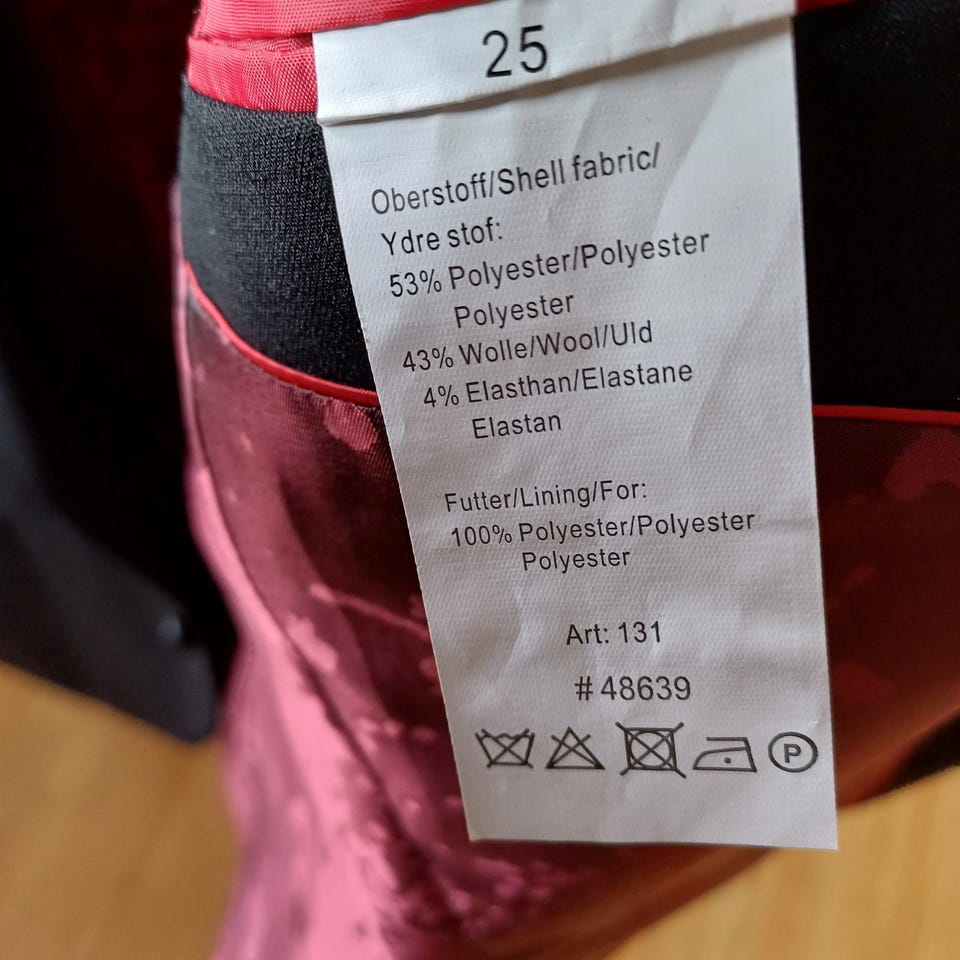 25
Oberstoff/Shell fabric/
Ydre stof:
53% Polyester/Polyester
Polyester
43% Wolle/Wool/Uld
4% Elasthan/Elastane
Elastan
Futter/Lining/For:
100% Polyester/Polyester
Polyester
Art: 131
#48639
P